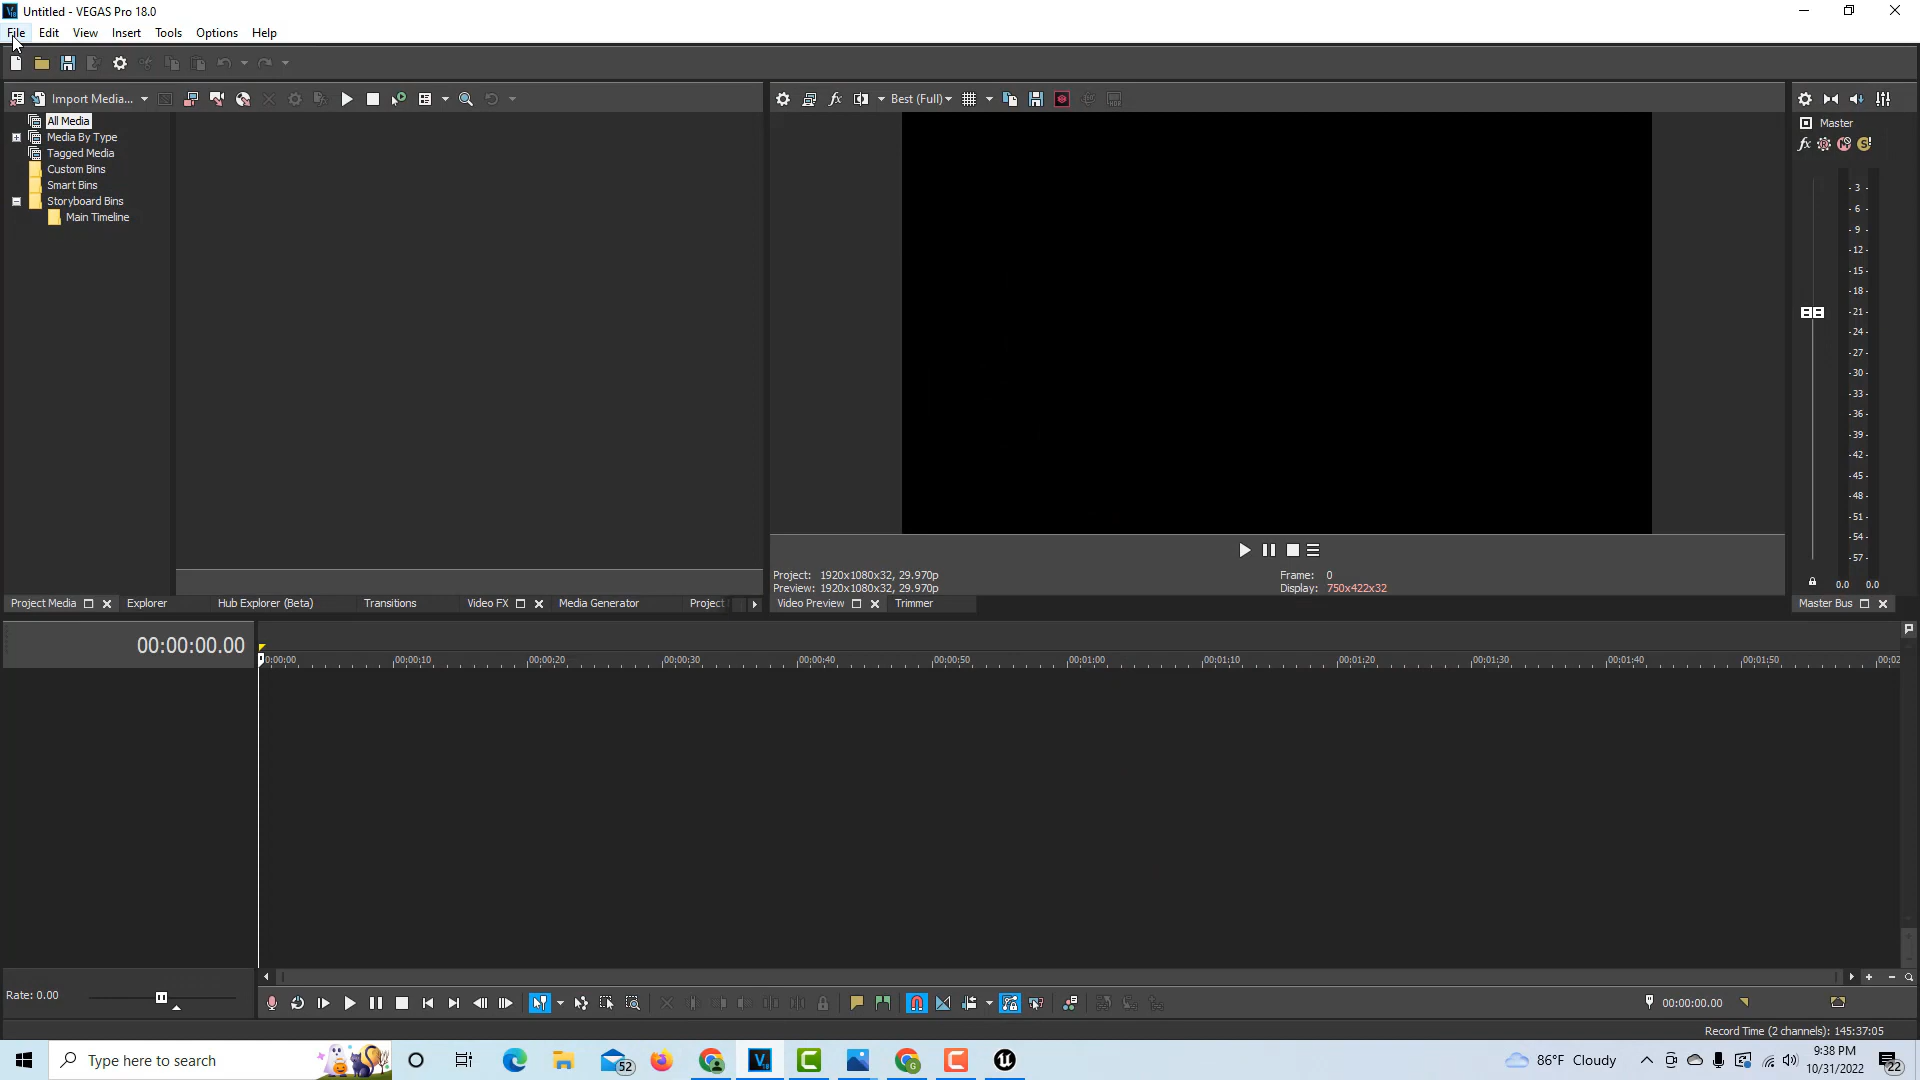 Untitled - VEGAS Pro 18.0
File Edit View Insert Tools Options Help
Import Media...
Best (Full)
All Media
Media By Type
Tagged Media
Custom Bins
Smart Bins
Storyboard Bins
Main Timeline
Master
- 3 -
- 6 -
- 9 -
-12-
-15-
-18-
-21-
-24-
-27-
-30-
-33-
-36-
-39-
-42-
-45-
-48-
-51-
-54-
-57-
0.0 0.0
Project: 1920x1080x32, 29.970p
Preview: 1920x1080x32, 29.970p
Frame: 0
Display: 750x422x32
Project Media Explorer Hub Explorer (Beta) Transitions Video FX Media Generator Project
Video Preview Trimmer
Master Bus
00:00:00.00
0:00:00 00:00:10 00:00:20 00:00:30 00:00:40 00:00:50 00:01:00 00:01:10 00:01:20 00:01:30 00:01:40 00:01:50 00:02
Rate: 0.00
00:00:00.00
Record Time (2 channels): 145:37:05
Type here to search
52
86°F Cloudy
9:38 PM
10/31/2022
22